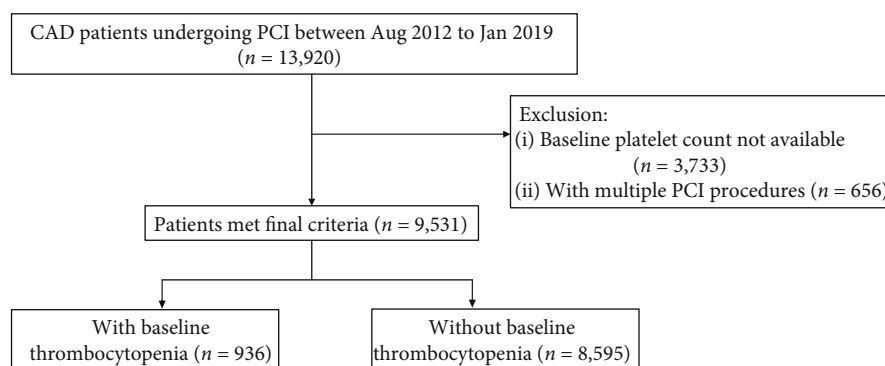 CAD patients undergoing PCI between Aug 2012 to Jan 2019
(n = 13,920)
Exclusion:
(i) Baseline platelet count not available
(n = 3,733)
(ii) With multiple PCI procedures (n = 656)
Patients met final criteria (n = 9,531)
With baseline
thrombocytopenia (n = 936)
Without baseline
thrombocytopenia (n = 8,595)